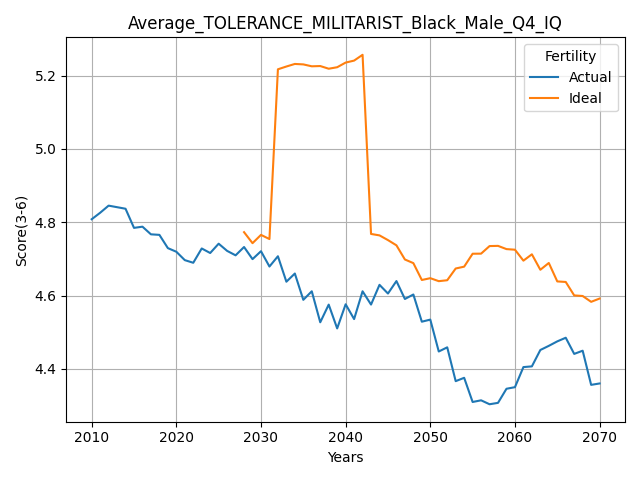 Average_TOLERANCE_MILITARIST_Black_Male_Q4_IQ
Fertility
Actual
Ideal
Score(3-6)
5.2
5.0
4.8
4.6
4.4
2010 2020 2030 2040 2050 2060 2070
Years